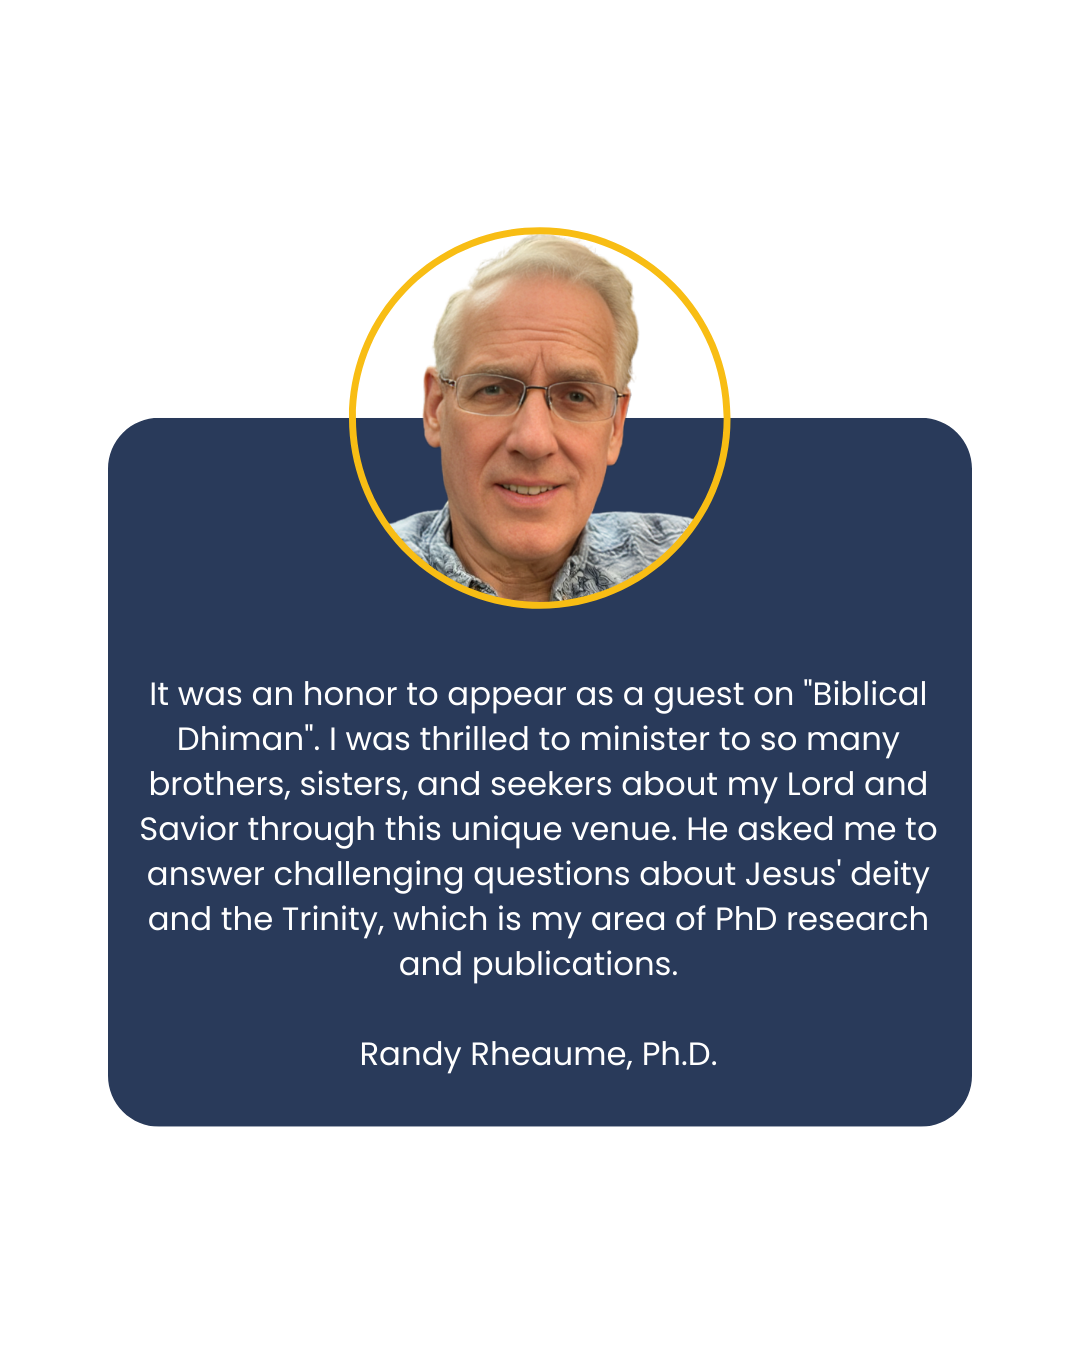 It was an honor to appear as a guest on "Biblical
Dhiman". I was thrilled to minister to so many
brothers, sisters, and seekers about my Lord and
Savior through this unique venue. He asked me to
answer challenging questions about Jesus' deity
and the Trinity, which is my area of PhD research
and publications.
Randy Rheaume, Ph.D.